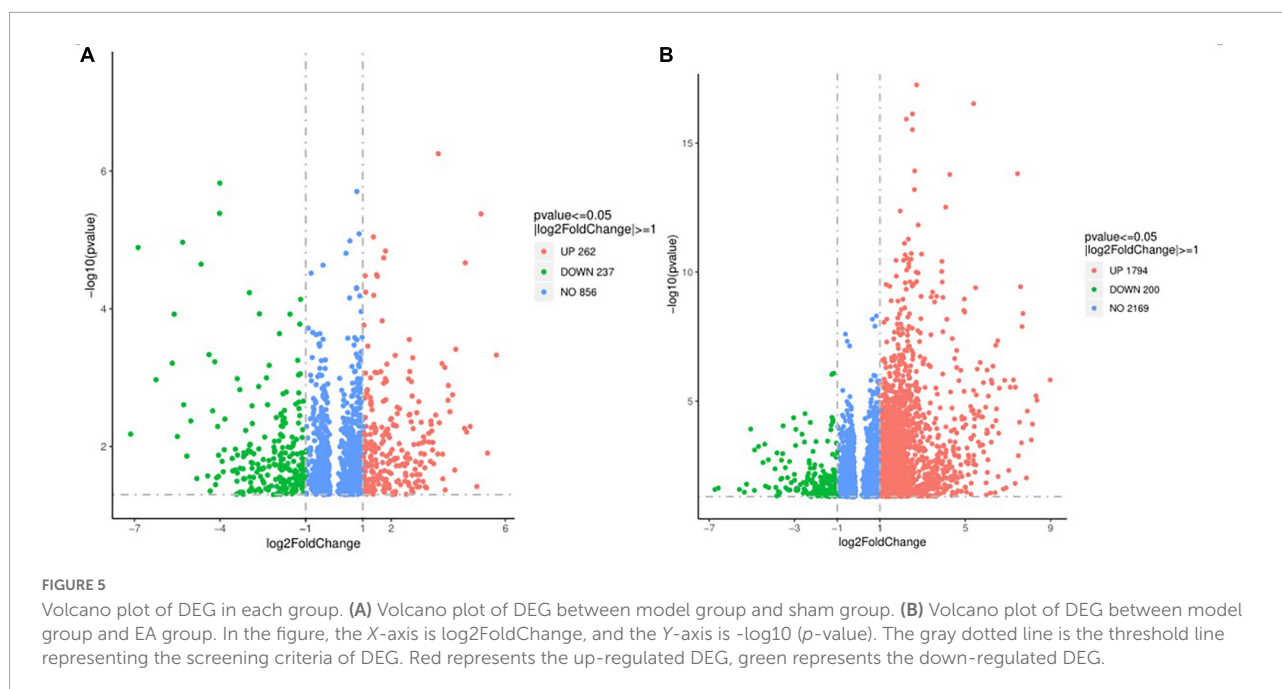 A
B
6
4
2
−log10(pvalue)
−7
−4
−1
1
2
6
log2FoldChange
pvalue<=0.05
|log2FoldChange|>=1
UP 262
DOWN 237
NO 856
15
10
5
−log10(pvalue)
−7
−3
−1
1
5
9
log2FoldChange
pvalue<=0.05
|log2FoldChange|>=1
UP 1794
DOWN 200
NO 2169
FIGURE 5
Volcano plot of DEG in each group. (A) Volcano plot of DEG between model group and sham group. (B) Volcano plot of DEG between model
group and EA group. In the figure, the X-axis is log2FoldChange, and the Y-axis is -log10 (p-value). The gray dotted line is the threshold line
representing the screening criteria of DEG. Red represents the up-regulated DEG, green represents the down-regulated DEG.